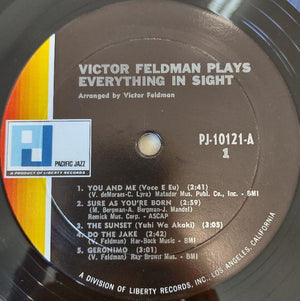 VICTOR FELDMAN PLAYS
EVERYTHING IN SIGHT
Arranged by Victor Feldman
PJ-10121-A
1
PACIFIC JAZZ
A PRODUCT OF LIBERTY RECORDS
1. YOU AND ME (Voce E Eu) (2:41)
(V. deMoraes-C. Lyra) Matador Mus. Pub. Co., Inc. - BMI
2. SURE AS YOU'RE BORN (2:59)
(M. Bergman-A. Bergman-J. Mandel)
Remick Mus. Corp. - ASCAP
3. THE SUNSET (Yuhi Wo Akaki) (3:05)
4. DO THE JAKE (2:42)
(V. Feldman) Har-Bock Music - BMI
5. GERONIMO (3:01)
(V. Feldman) Ray Brown Mus. - BMI
A DIVISION OF LIBERTY RECORDS, INC., LOS ANGELES, CALIFORNIA